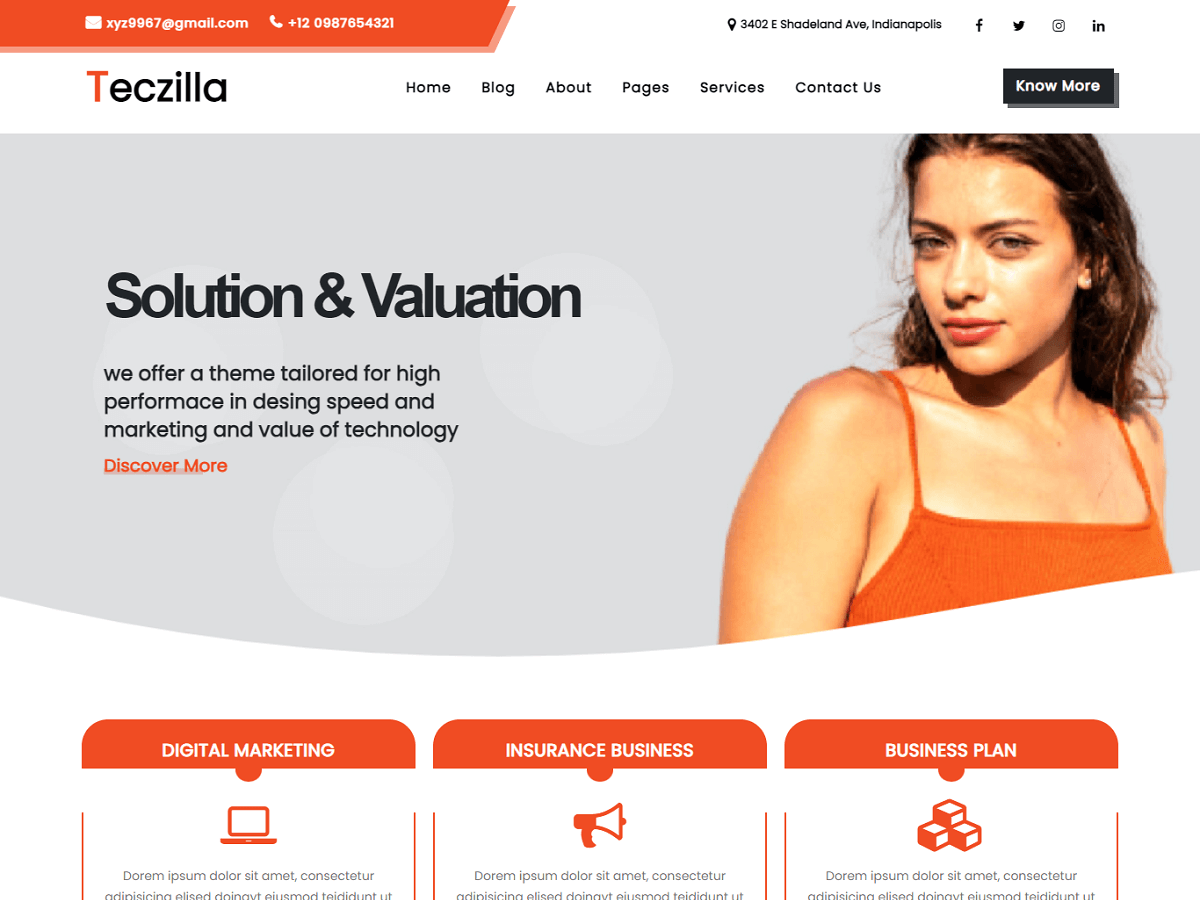 xyz9967@gmail.com +12 0987654321
3402 E Shadeland Ave, Indianapolis
Teczilla
Home Blog About Pages Services Contact Us
Know More
Solution & Valuation
we offer a theme tailored for high
performace in desing speed and
marketing and value of technology
Discover More
DIGITAL MARKETING
Dorem ipsum dolor sit amet, consectetur
adipisicing elised doingyt eiusmod teididunt ut
INSURANCE BUSINESS
Dorem ipsum dolor sit amet, consectetur
adipisicing elised doingyt eiusmod teididunt ut
BUSINESS PLAN
Dorem ipsum dolor sit amet, consectetur
adipisicing elised doingyt eiusmod teididunt ut